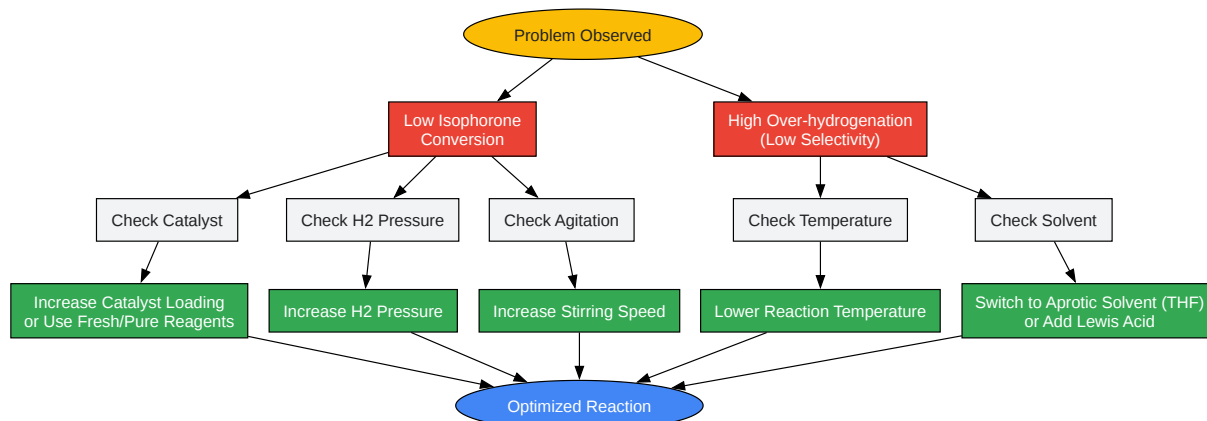 Problem Observed
Low Isophorone
Conversion
High Over-hydrogenation
(Low Selectivity)
Check Catalyst
Check H2 Pressure
Check Agitation
Check Temperature
Check Solvent
Increase Catalyst Loading
or Use Fresh/Pure Reagents
Increase H2 Pressure
Increase Stirring Speed
Lower Reaction Temperature
Switch to Aprotic Solvent (THF)
or Add Lewis Acid
Optimized Reaction